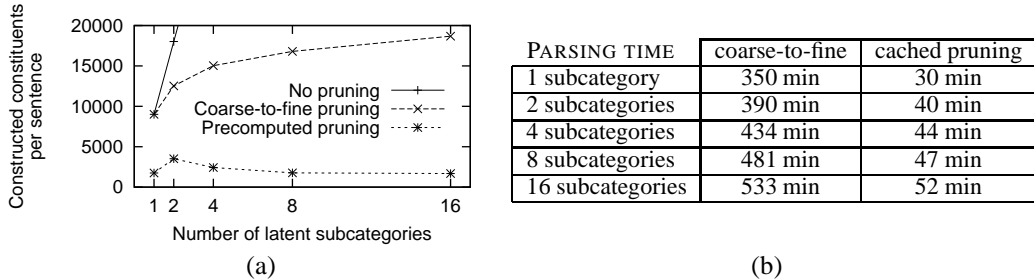 20000
15000
10000
5000
0
Constructed constituents
per sentence
No pruning
Coarse-to-fine pruning
Precomputed pruning
1 2 4 8 16
Number of latent subcategories
(a)
PARSING TIME coarse-to-fine cached pruning
1 subcategory 350 min 30 min
2 subcategories 390 min 40 min
4 subcategories 434 min 44 min
8 subcategories 481 min 47 min
16 subcategories 533 min 52 min
(b)